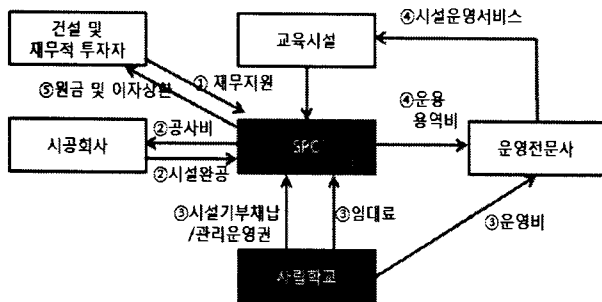 건설 및
재무적 투자자
교육시설
④시설운영서비스
① 재무지원
⑤원금 및 이자상환
②공사비
④운용
용역비
시공회사
SPC
운영전문사
②시설완공
③시설기부채납
/관리운영권
③임대료
③운영비
사립학교